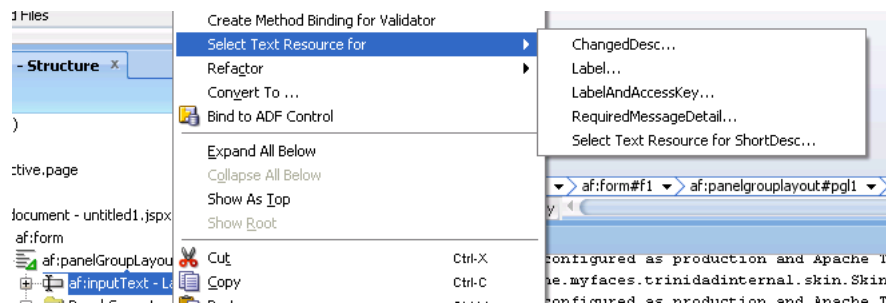 Files
Create Method Binding for Validator
Select Text Resource for
ChangedDesc...
- Structure x
Refactor
Label...
Convert To ...
LabelAndAccessKey...
Bind to ADF Control
RequiredMessageDetail...
)
Select Text Resource for ShortDesc...
Expand All Below
ctive.page
Collapse All Below
af:form#f1
af:panelgrouplayout#pgl1
Show As Top
document - untitled1.jspx
Show Root
af:form
af:panelGroupLayou
Cut
Ctrl-X
configured as production and Apache T
af:inputText - La
Copy
Ctrl-C
he.myfaces.trinidadinternal.skin.Skin
configured as production and Apache